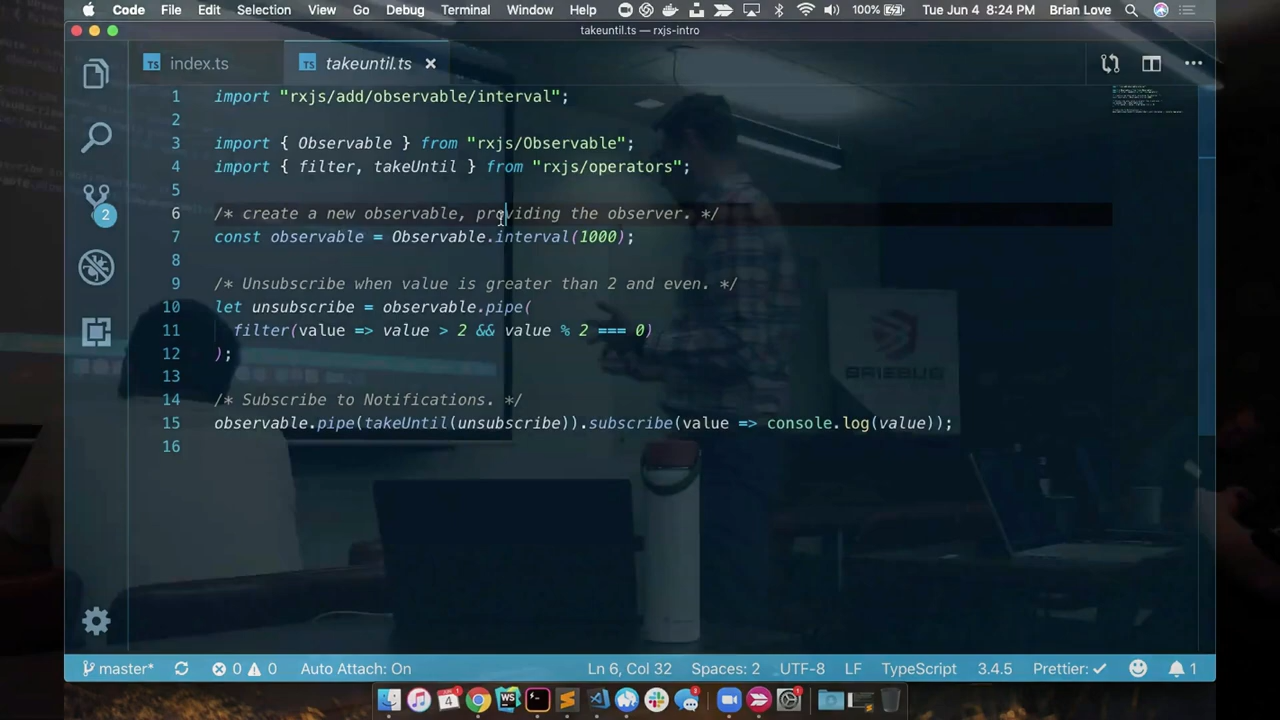 Code File Edit Selection View Go Debug Terminal Window Help 100% Tue Jun 4 8:24 PM Brian Love
takeuntil.ts — rxjs-intro
TS index.ts TS takeuntil.ts
1 import "rxjs/add/observable/interval";
2
3 import { Observable } from "rxjs/Observable";
4 import { filter, takeUntil } from "rxjs/operators";
5
6 /* create a new observable, providing the observer. */
7 const observable = Observable.interval(1000);
8
9 /* Unsubscribe when value is greater than 2 and even. */
10 let unsubscribe = observable.pipe(
11 filter(value => value > 2 && value % 2 === 0)
12 );
13
14 /* Subscribe to Notifications. */
15 observable.pipe(takeUntil(unsubscribe)).subscribe(value => console.log(value));
16
2
BRIEBUG
master* 0 0 Auto Attach: On Ln 6, Col 32 Spaces: 2 UTF-8 LF TypeScript 3.4.5 Prettier: ✓ 1
4 WS